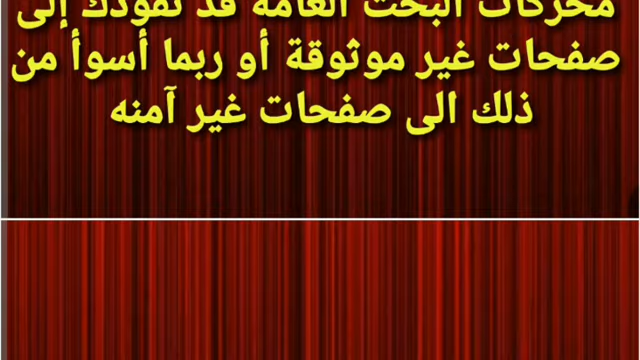 محركات البحث العامة قد تقودك إلى
صفحات غير موثوقة أو ربما أسوأ من
ذلك الى صفحات غير آمنه